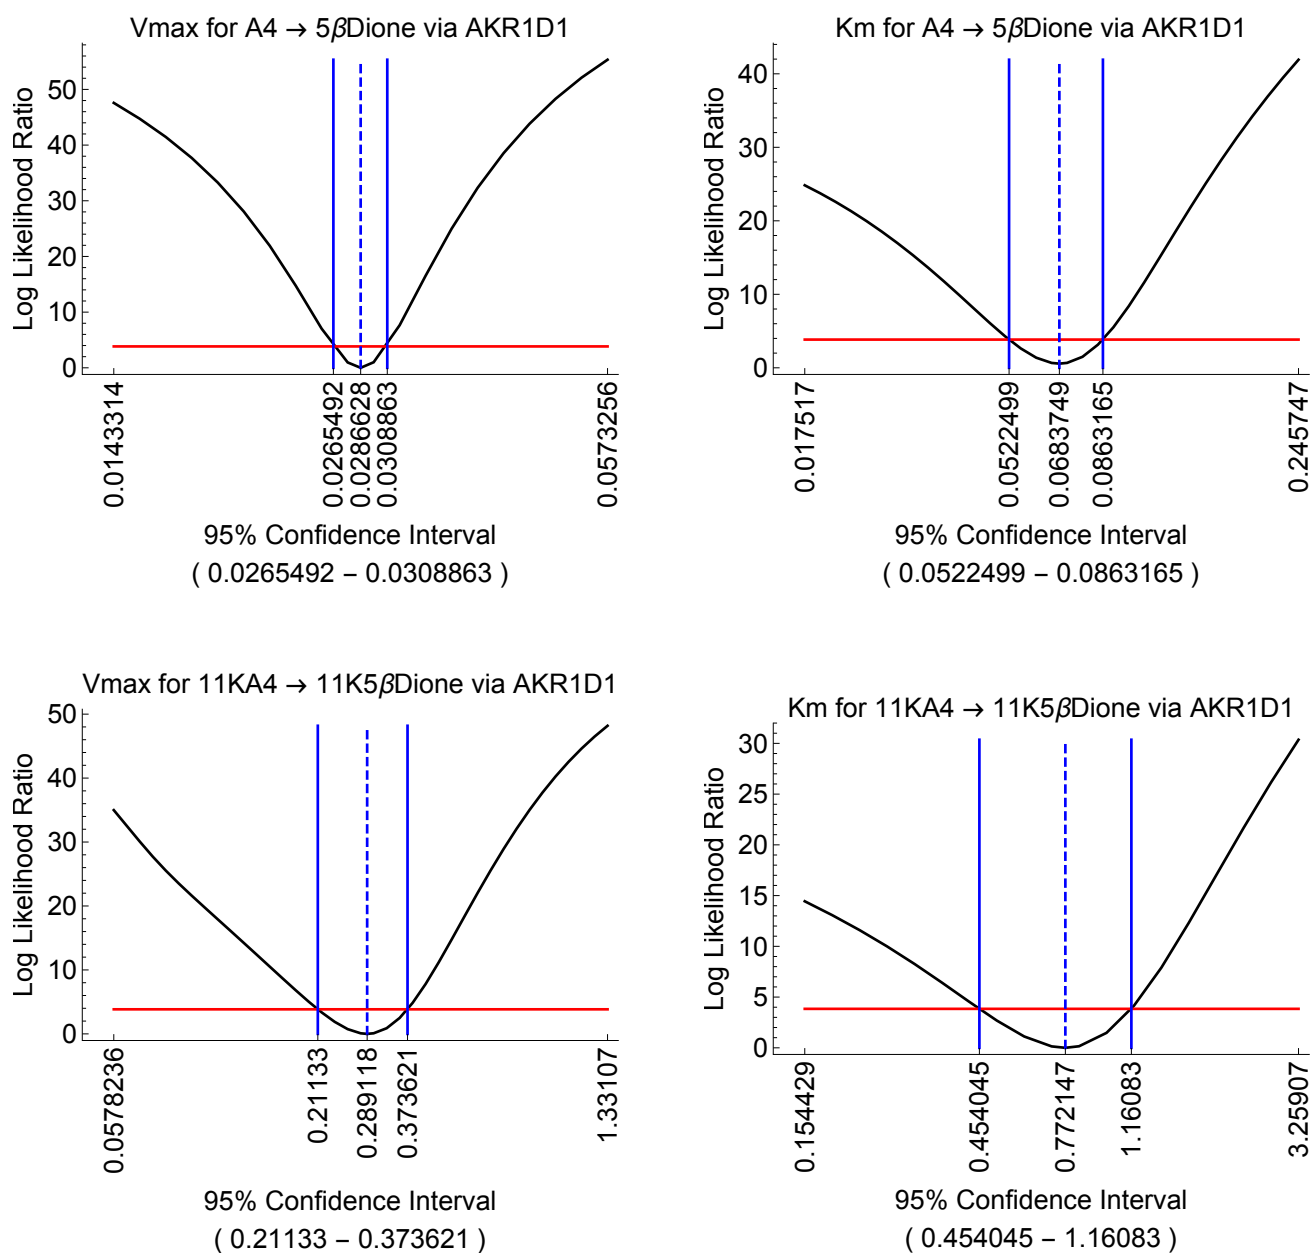 Vmax for A4 → 5βDione via AKR1D1
Log Likelihood Ratio
50
40
30
20
10
0
0.0143314
0.0265492
0.0286628
0.0308863
0.0573256
95% Confidence Interval
( 0.0265492 – 0.0308863 )
Km for A4 → 5βDione via AKR1D1
Log Likelihood Ratio
40
30
20
10
0
0.017517
0.0522499
0.0683749
0.0863165
0.245747
95% Confidence Interval
( 0.0522499 – 0.0863165 )
Vmax for 11KA4 → 11K5βDione via AKR1D1
Log Likelihood Ratio
50
40
30
20
10
0
0.0578236
0.21133
0.289118
0.373621
1.33107
95% Confidence Interval
( 0.21133 – 0.373621 )
Km for 11KA4 → 11K5βDione via AKR1D1
Log Likelihood Ratio
30
25
20
15
10
5
0
0.154429
0.454045
0.772147
1.16083
3.25907
95% Confidence Interval
( 0.454045 – 1.16083 )